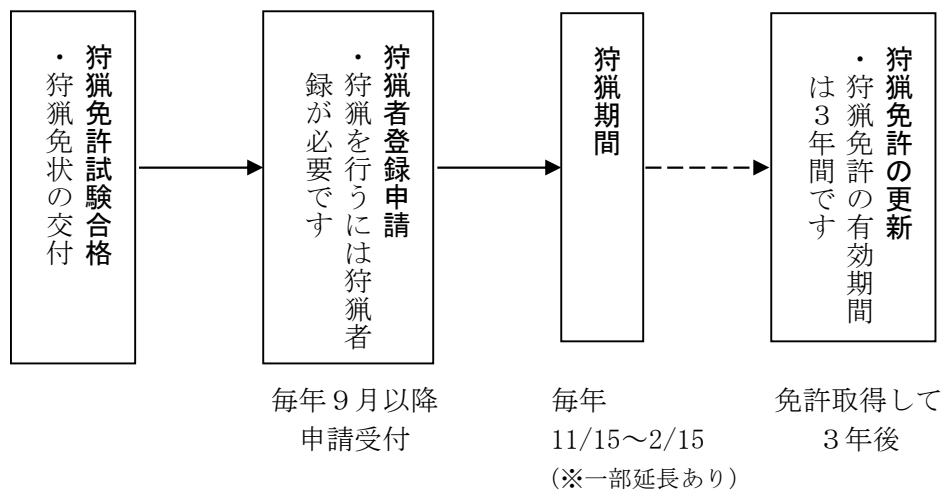 狩猟免許試験合格
・狩猟免状の交付
狩猟者登録申請
・狩猟を行うには狩猟者
録が必要です
狩猟期間
狩猟免許の更新
・狩猟免許の有効期間
は３年間です
毎年９月以降
申請受付
毎年
11/15～2/15
(※一部延長あり)
免許取得して
３年後